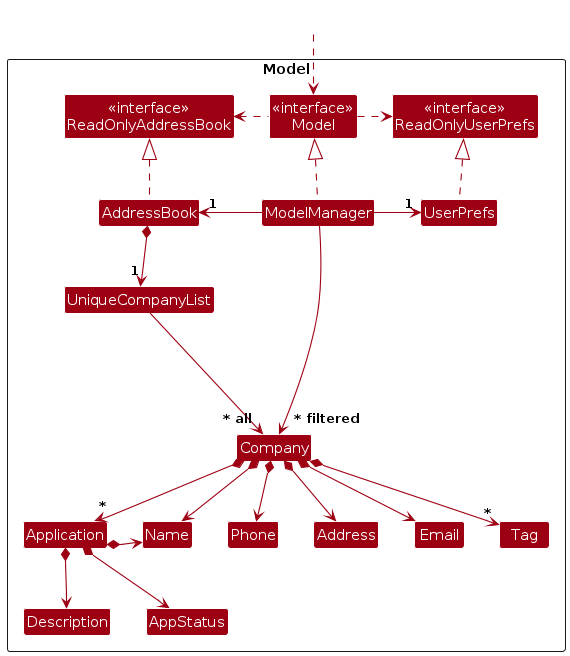 Model
«interface»
ReadOnlyAddressBook
«interface»
Model
«interface»
ReadOnlyUserPrefs
AddressBook
1
ModelManager
1
UserPrefs
1
UniqueCompanyList
* all
* filtered
Company
*
*
Application
Name
Phone
Address
Email
Tag
Description
AppStatus